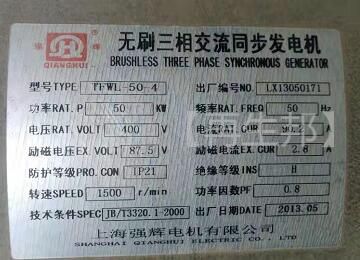 强 辉
QIANGHUI
无刷三相交流同步发电机
BRUSHLESS THREE PHASE SYNCHRONOUS GENERATOR
型号TYPE TFWL-50-4 出厂编号NO. LX13050171
功率RAT. P 50 KW 频率RAT. FREQ 50 Hz
电压RAT. VOLT 400 V 电流RAT. CUR 90.2 A
励磁电压EX. VOLT 87.5 V 励磁电流EX. CUR 2.8 A
防护等级PRO. CON IP21 绝缘等级INS H
转速SPEED 1500 r/min 功率因数PF 0.8
技术条件SPEC JB/T3320.1-2000 出厂日期DATE 2013.05
上海强辉电机有限公司
SHANGHAI QIANGHUI ELECTRIC CO., LTD.